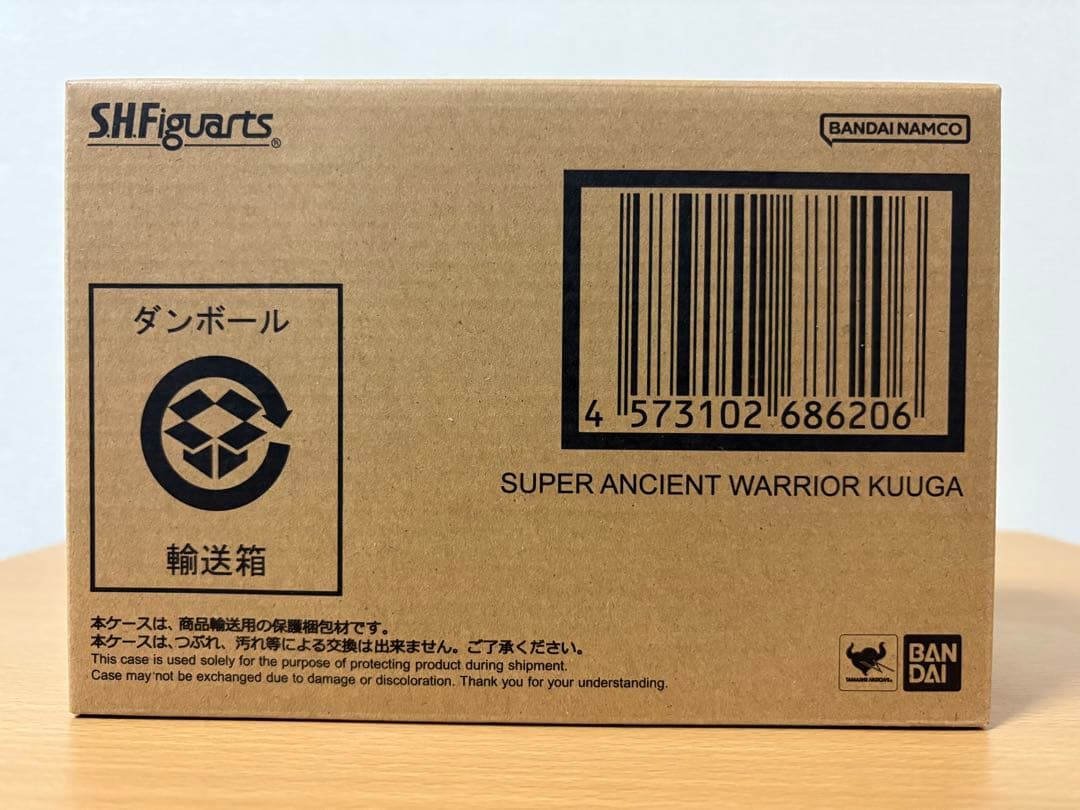 S.H.Figuarts®
BANDAI NAMCO
4 573102 686206
SUPER ANCIENT WARRIOR KUUGA
ダンボール
輸送箱
本ケースは、商品輸送用の保護梱包材です。
本ケースは、つぶれ、汚れ等による交換は出来ません。ご了承ください。
This case is used solely for the purpose of protecting product during shipment.
Case may not be exchanged due to damage or discoloration. Thank you for your understanding.
TAMASHII NATIONS
BAN
DAI